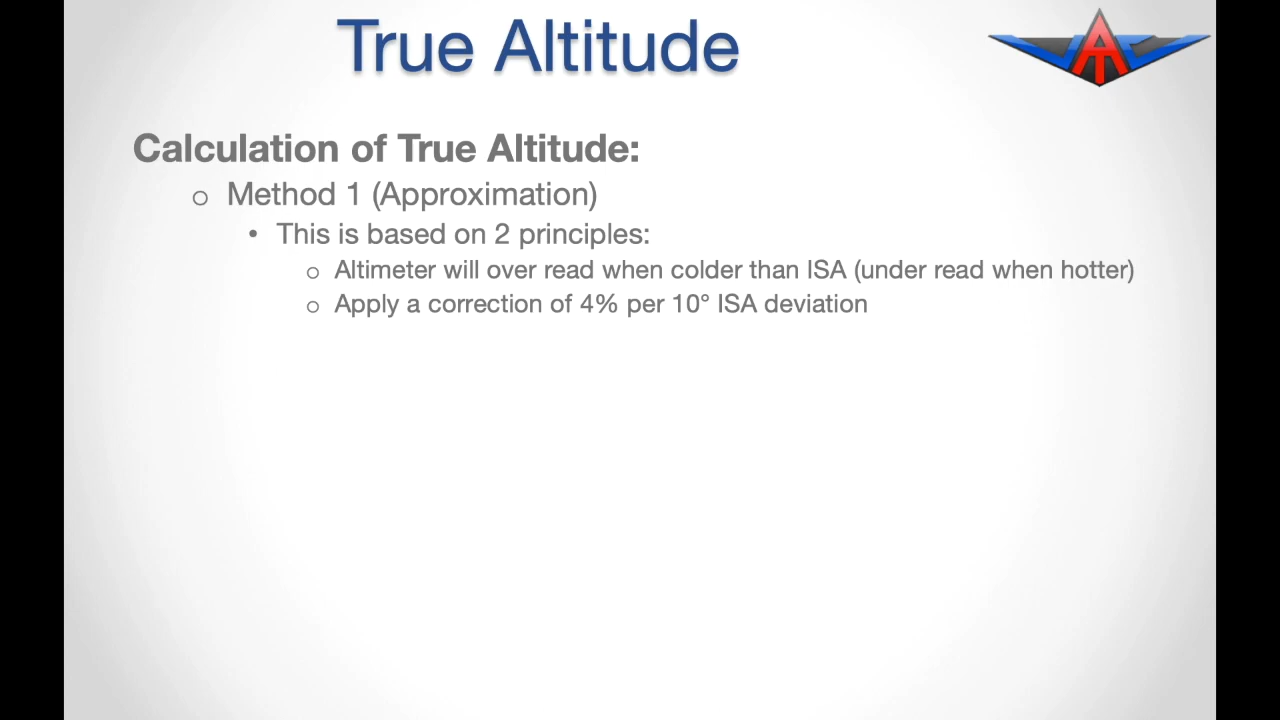 True Altitude
Calculation of True Altitude:
○ Method 1 (Approximation)
• This is based on 2 principles:
○ Altimeter will over read when colder than ISA (under read when hotter)
○ Apply a correction of 4% per 10° ISA deviation